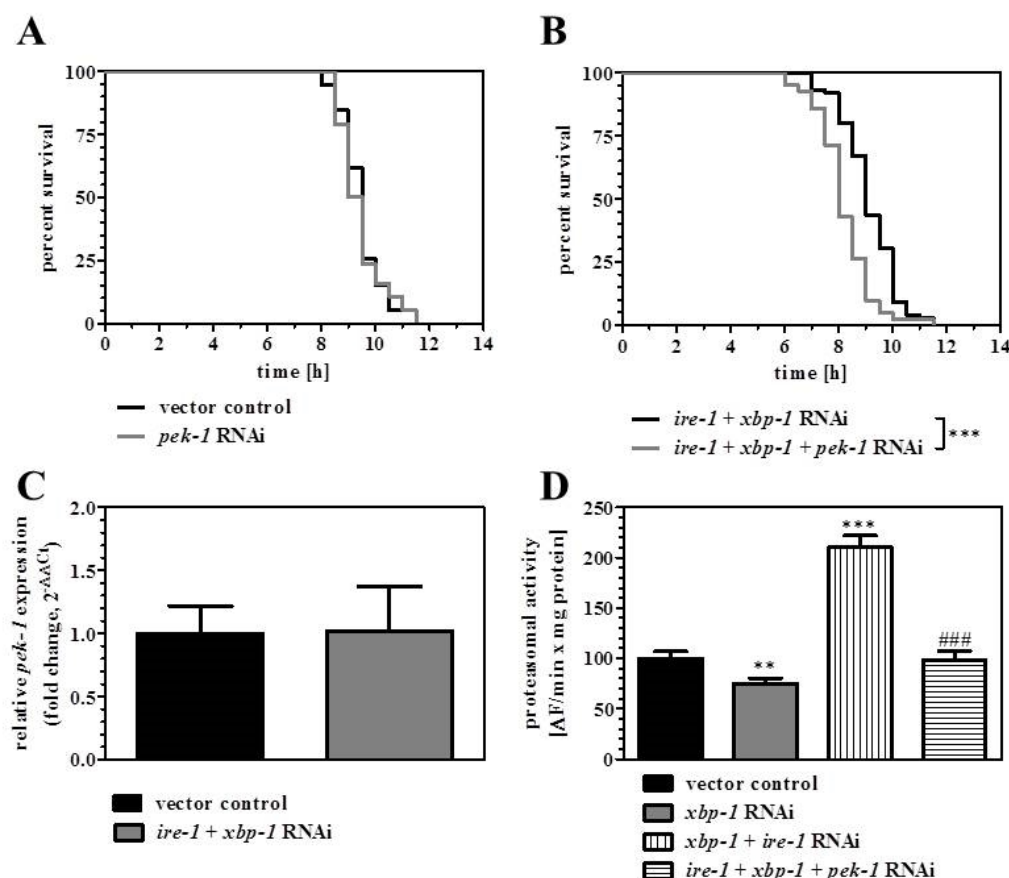 A
B
percent survival
100
75
50
25
0
0 2 4 6 8 10 12 14
time [h]
vector control
pek-1 RNAi
percent survival
100
75
50
25
0
0 2 4 6 8 10 12 14
time [h]
ire-1 + xbp-1 RNAi
ire-1 + xbp-1 + pek-1 RNAi
***
C
relative pek-1 expression
(fold change, 2-ΔΔCt)
2.0
1.5
1.0
0.5
0.0
vector control
ire-1 + xbp-1 RNAi
D
proteasomal activity
[ΔF/min x mg protein]
250
200
150
100
50
0
**
***
###
vector control
xbp-1 RNAi
xbp-1 + ire-1 RNAi
ire-1 + xbp-1 + pek-1 RNAi